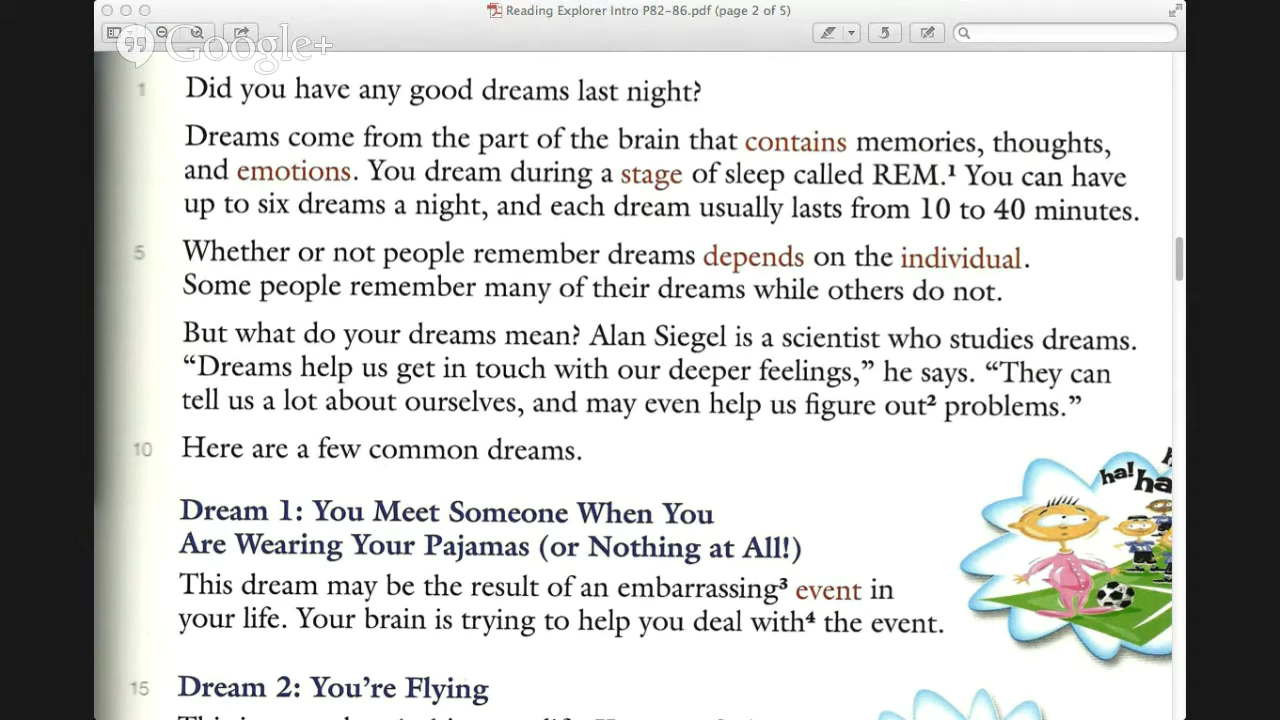 Reading Explorer Intro P82-86.pdf (page 2 of 5)
Google+
1 Did you have any good dreams last night?
Dreams come from the part of the brain that contains memories, thoughts,
and emotions. You dream during a stage of sleep called REM.¹ You can have
up to six dreams a night, and each dream usually lasts from 10 to 40 minutes.
5 Whether or not people remember dreams depends on the individual.
Some people remember many of their dreams while others do not.
But what do your dreams mean? Alan Siegel is a scientist who studies dreams.
“Dreams help us get in touch with our deeper feelings,” he says. “They can
tell us a lot about ourselves, and may even help us figure out² problems.”
10 Here are a few common dreams.
ha! ha
Dream 1: You Meet Someone When You
Are Wearing Your Pajamas (or Nothing at All!)
This dream may be the result of an embarrassing³ event in
your life. Your brain is trying to help you deal with⁴ the event.
15 Dream 2: You’re Flying